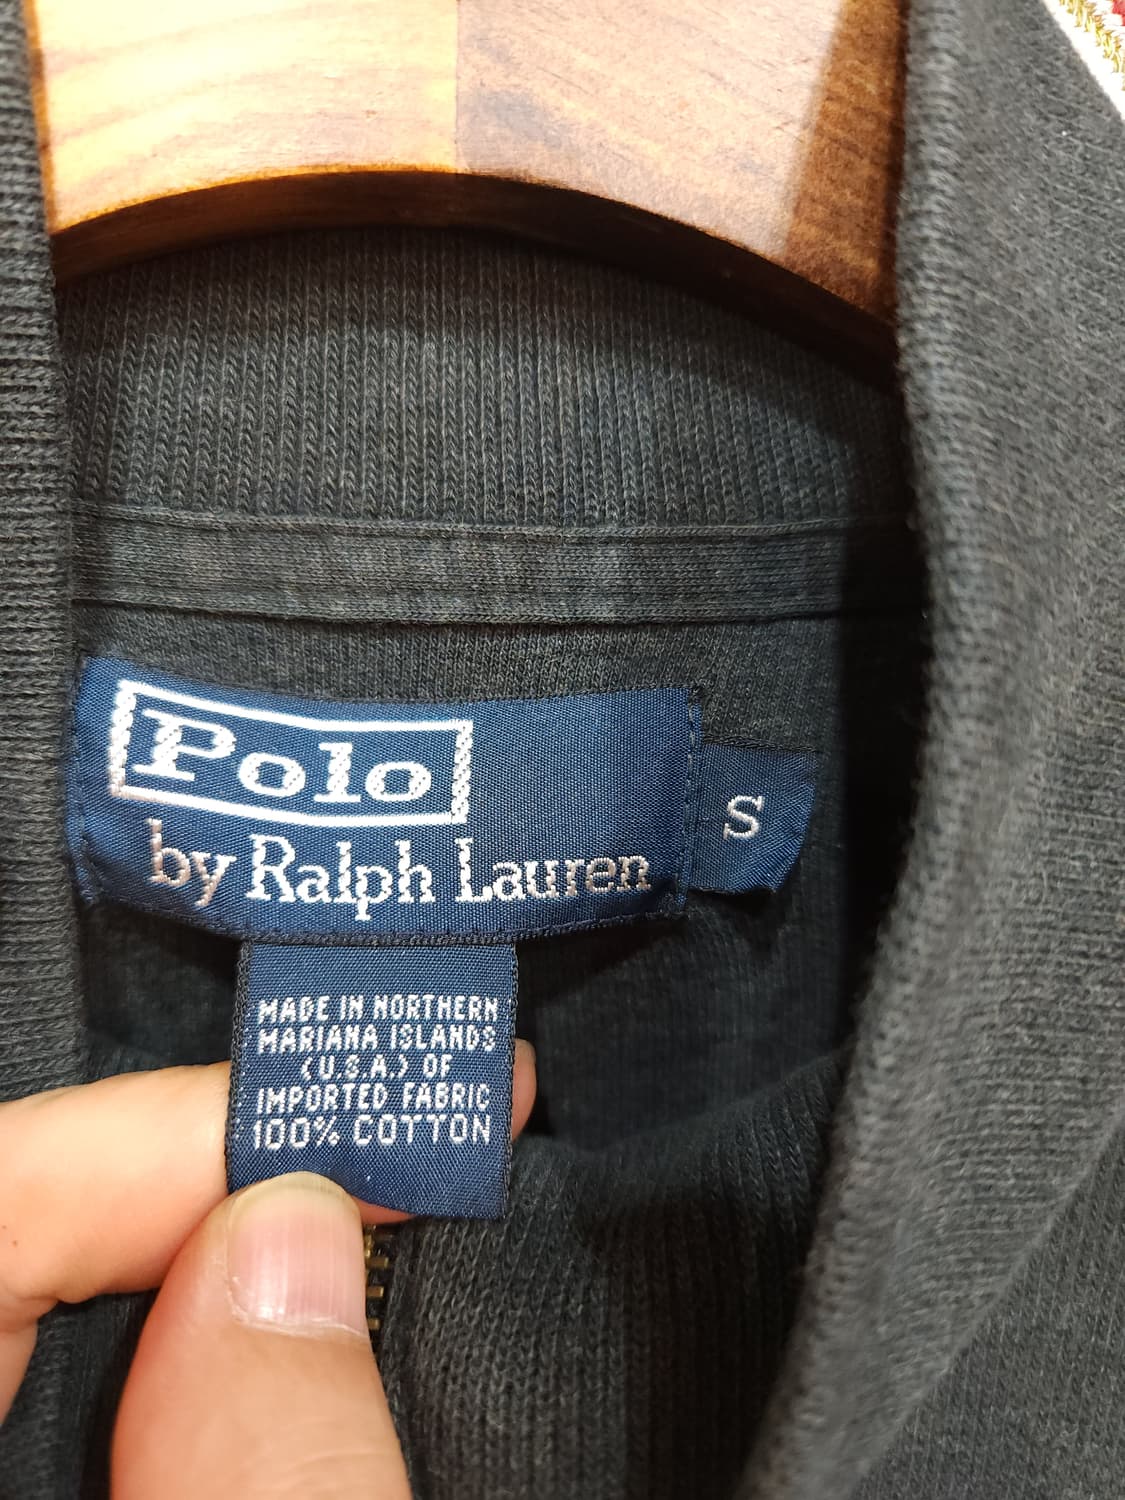 Polo
by Ralph Lauren
S
MADE IN NORTHERN
MARIANA ISLANDS
(U.S.A.) OF
IMPORTED FABRIC
100% COTTON